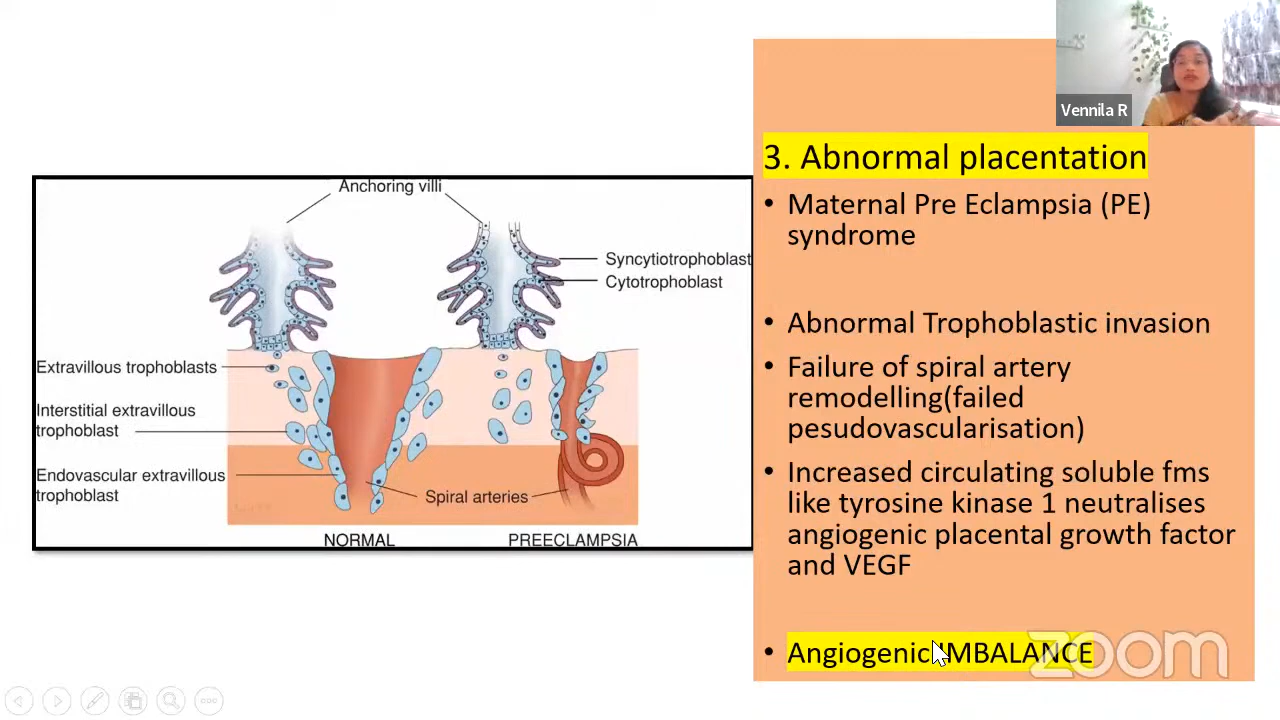 Vennila R
3. Abnormal placentation
• Maternal Pre Eclampsia (PE)
syndrome
• Abnormal Trophoblastic invasion
• Failure of spiral artery
remodelling(failed
pesudovascularisation)
• Increased circulating soluble fms
like tyrosine kinase 1 neutralises
angiogenic placental growth factor
and VEGF
• Angiogenic IMBALANCE
zoom
Anchoring villi
Syncytiotrophoblast
Cytotrophoblast
Extravillous trophoblasts
Interstitial extravillous
trophoblast
Endovascular extravillous
trophoblast
Spiral arteries
NORMAL
PREECLAMPSIA